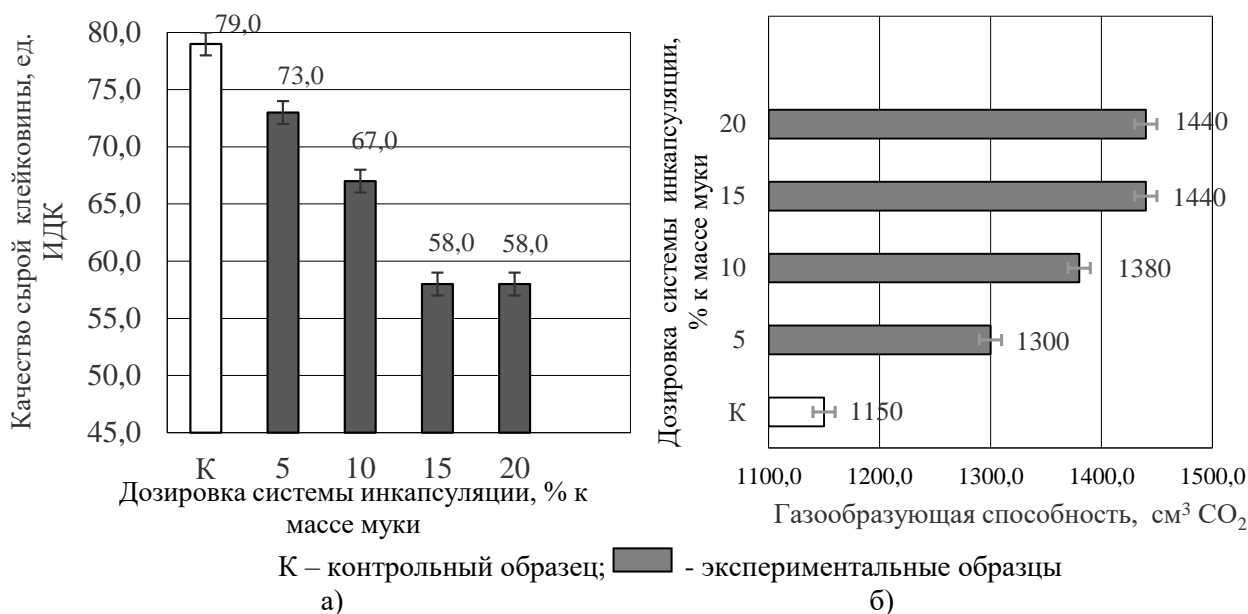 Качество сырой клейковины, ед.
ИДК
80,0
75,0
70,0
65,0
60,0
55,0
50,0
45,0
79,0
73,0
67,0
58,0
58,0
К
5
10
15
20
Дозировка системы инкапсуляции, % к
массе муки
Дозировка системы инкапсуляции,
% к массе муки
20
15
10
5
К
1440
1440
1380
1300
1150
1100,0
1200,0
1300,0
1400,0
1500,0
Газообразующая способность, см³ CO₂
К – контрольный образец; - экспериментальные образцы
а)
б)